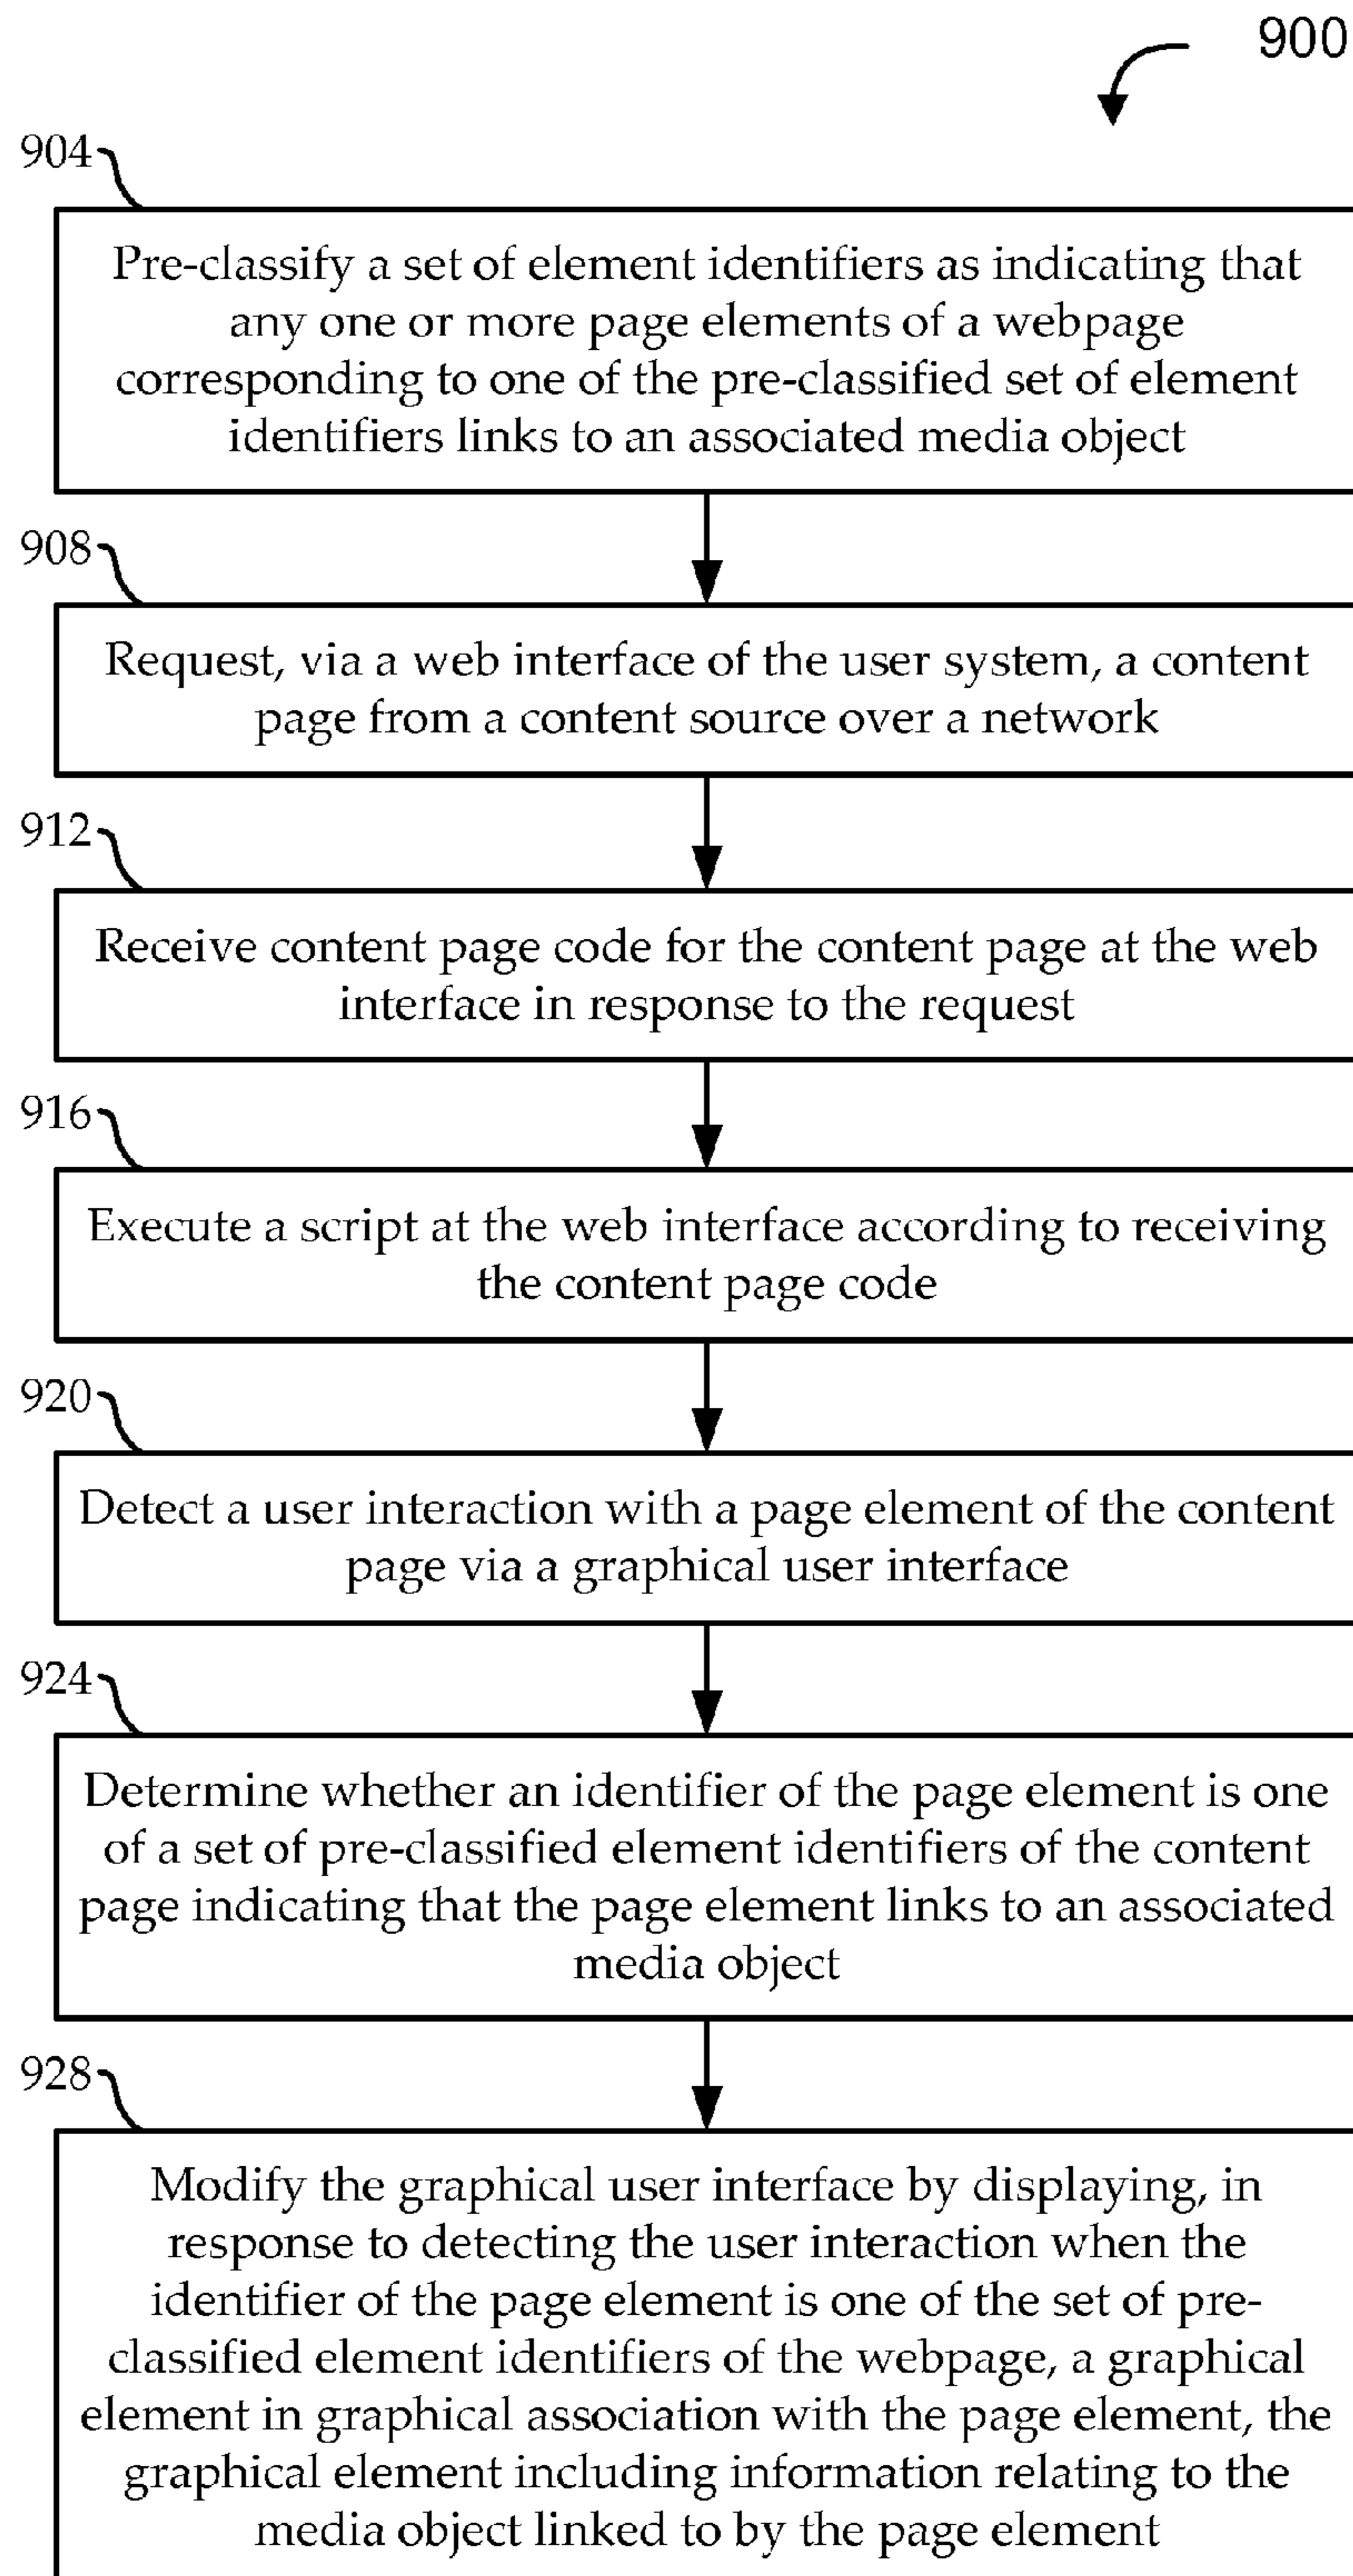 900
904
Pre-classify a set of element identifiers as indicating that
any one or more page elements of a webpage
corresponding to one of the pre-classified set of element
identifiers links to an associated media object
908
Request, via a web interface of the user system, a content
page from a content source over a network
912
Receive content page code for the content page at the web
interface in response to the request
916
Execute a script at the web interface according to receiving
the content page code
920
Detect a user interaction with a page element of the content
page via a graphical user interface
924
Determine whether an identifier of the page element is one
of a set of pre-classified element identifiers of the content
page indicating that the page element links to an associated
media object
928
Modify the graphical user interface by displaying, in
response to detecting the user interaction when the
identifier of the page element is one of the set of pre-
classified element identifiers of the webpage, a graphical
element in graphical association with the page element, the
graphical element including information relating to the
media object linked to by the page element